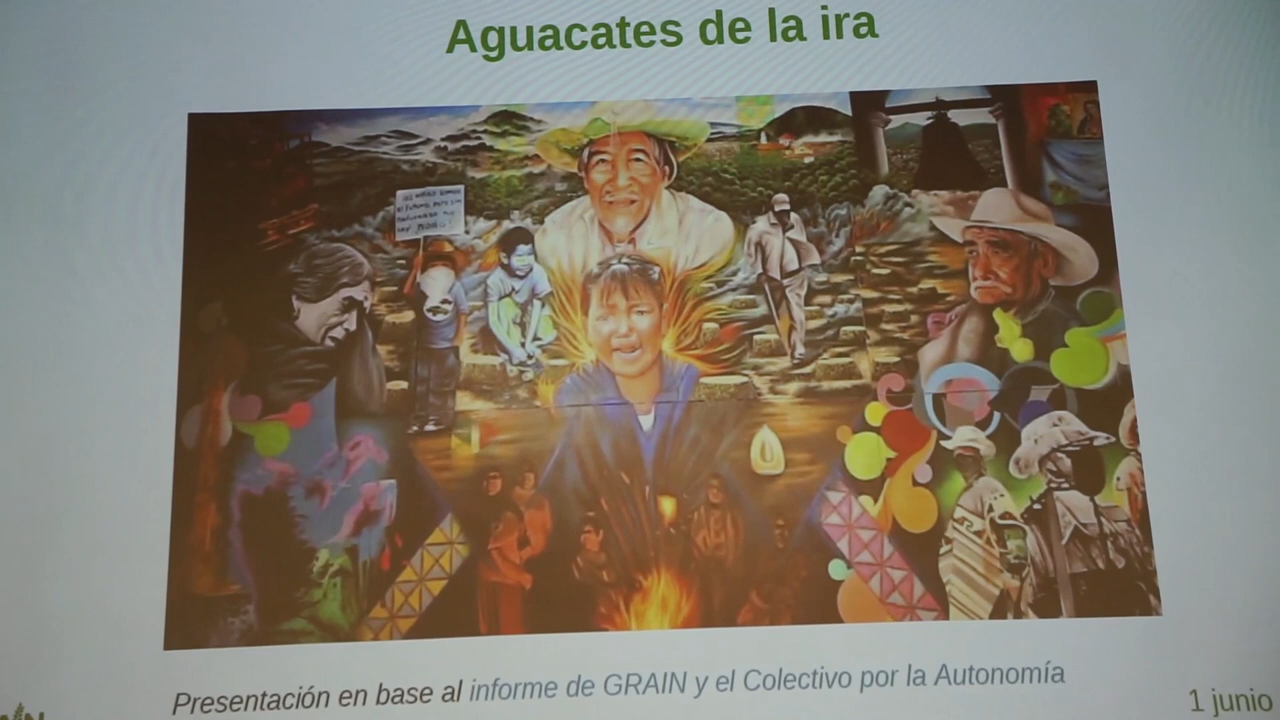 Aguacates de la ira
Presentación en base al informe de GRAIN y el Colectivo por la Autonomía
1 junio